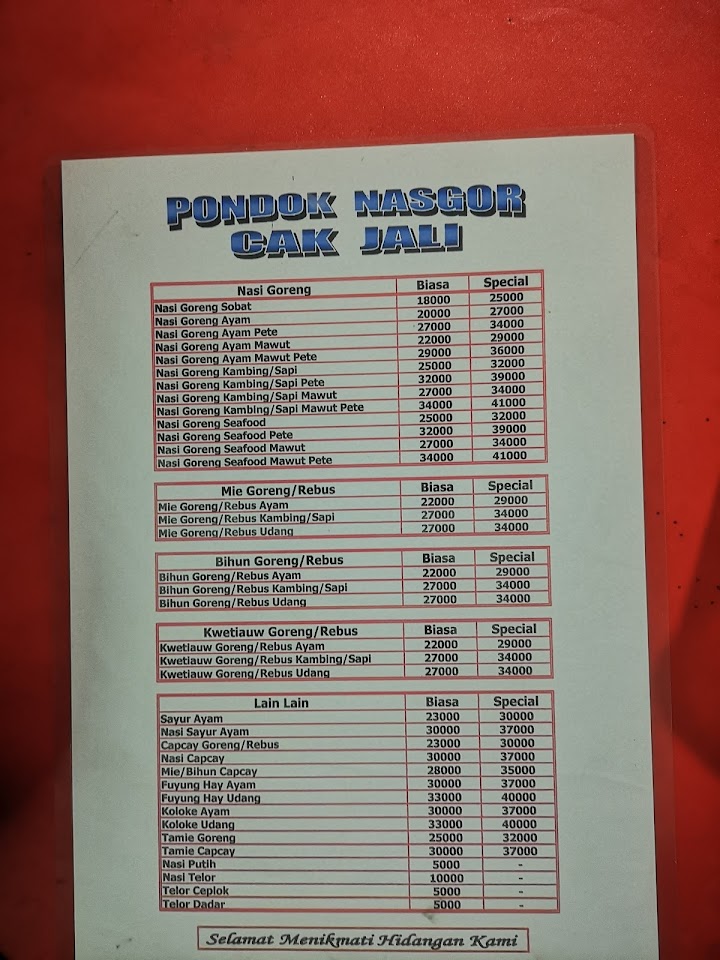 PONDOK NASGOR
CAK JALI
Nasi Goreng Biasa Special
Nasi Goreng Sobat 18000 25000
Nasi Goreng Ayam 20000 27000
Nasi Goreng Ayam Pete 27000 34000
Nasi Goreng Ayam Mawut 22000 29000
Nasi Goreng Ayam Mawut Pete 29000 36000
Nasi Goreng Kambing/Sapi 25000 32000
Nasi Goreng Kambing/Sapi Pete 32000 39000
Nasi Goreng Kambing/Sapi Mawut 27000 34000
Nasi Goreng Kambing/Sapi Mawut Pete 34000 41000
Nasi Goreng Seafood 25000 32000
Nasi Goreng Seafood Pete 32000 39000
Nasi Goreng Seafood Mawut 27000 34000
Nasi Goreng Seafood Mawut Pete 34000 41000
Mie Goreng/Rebus Biasa Special
Mie Goreng/Rebus Ayam 22000 29000
Mie Goreng/Rebus Kambing/Sapi 27000 34000
Mie Goreng/Rebus Udang 27000 34000
Bihun Goreng/Rebus Biasa Special
Bihun Goreng/Rebus Ayam 22000 29000
Bihun Goreng/Rebus Kambing/Sapi 27000 34000
Bihun Goreng/Rebus Udang 27000 34000
Kwetiauw Goreng/Rebus Biasa Special
Kwetiauw Goreng/Rebus Ayam 22000 29000
Kwetiauw Goreng/Rebus Kambing/Sapi 27000 34000
Kwetiauw Goreng/Rebus Udang 27000 34000
Lain Lain Biasa Special
Sayur Ayam 23000 30000
Nasi Sayur Ayam 30000 37000
Capcay Goreng/Rebus 23000 30000
Nasi Capcay 30000 37000
Mie/Bihun Capcay 28000 35000
Fuyung Hay Ayam 30000 37000
Fuyung Hay Udang 33000 40000
Koloke Ayam 30000 37000
Koloke Udang 33000 40000
Tamie Goreng 25000 32000
Tamie Capcay 30000 37000
Nasi Putih 5000 -
Nasi Telor 10000 -
Telor Ceplok 5000 -
Telor Dadar 5000 -
Selamat Menikmati Hidangan Kami